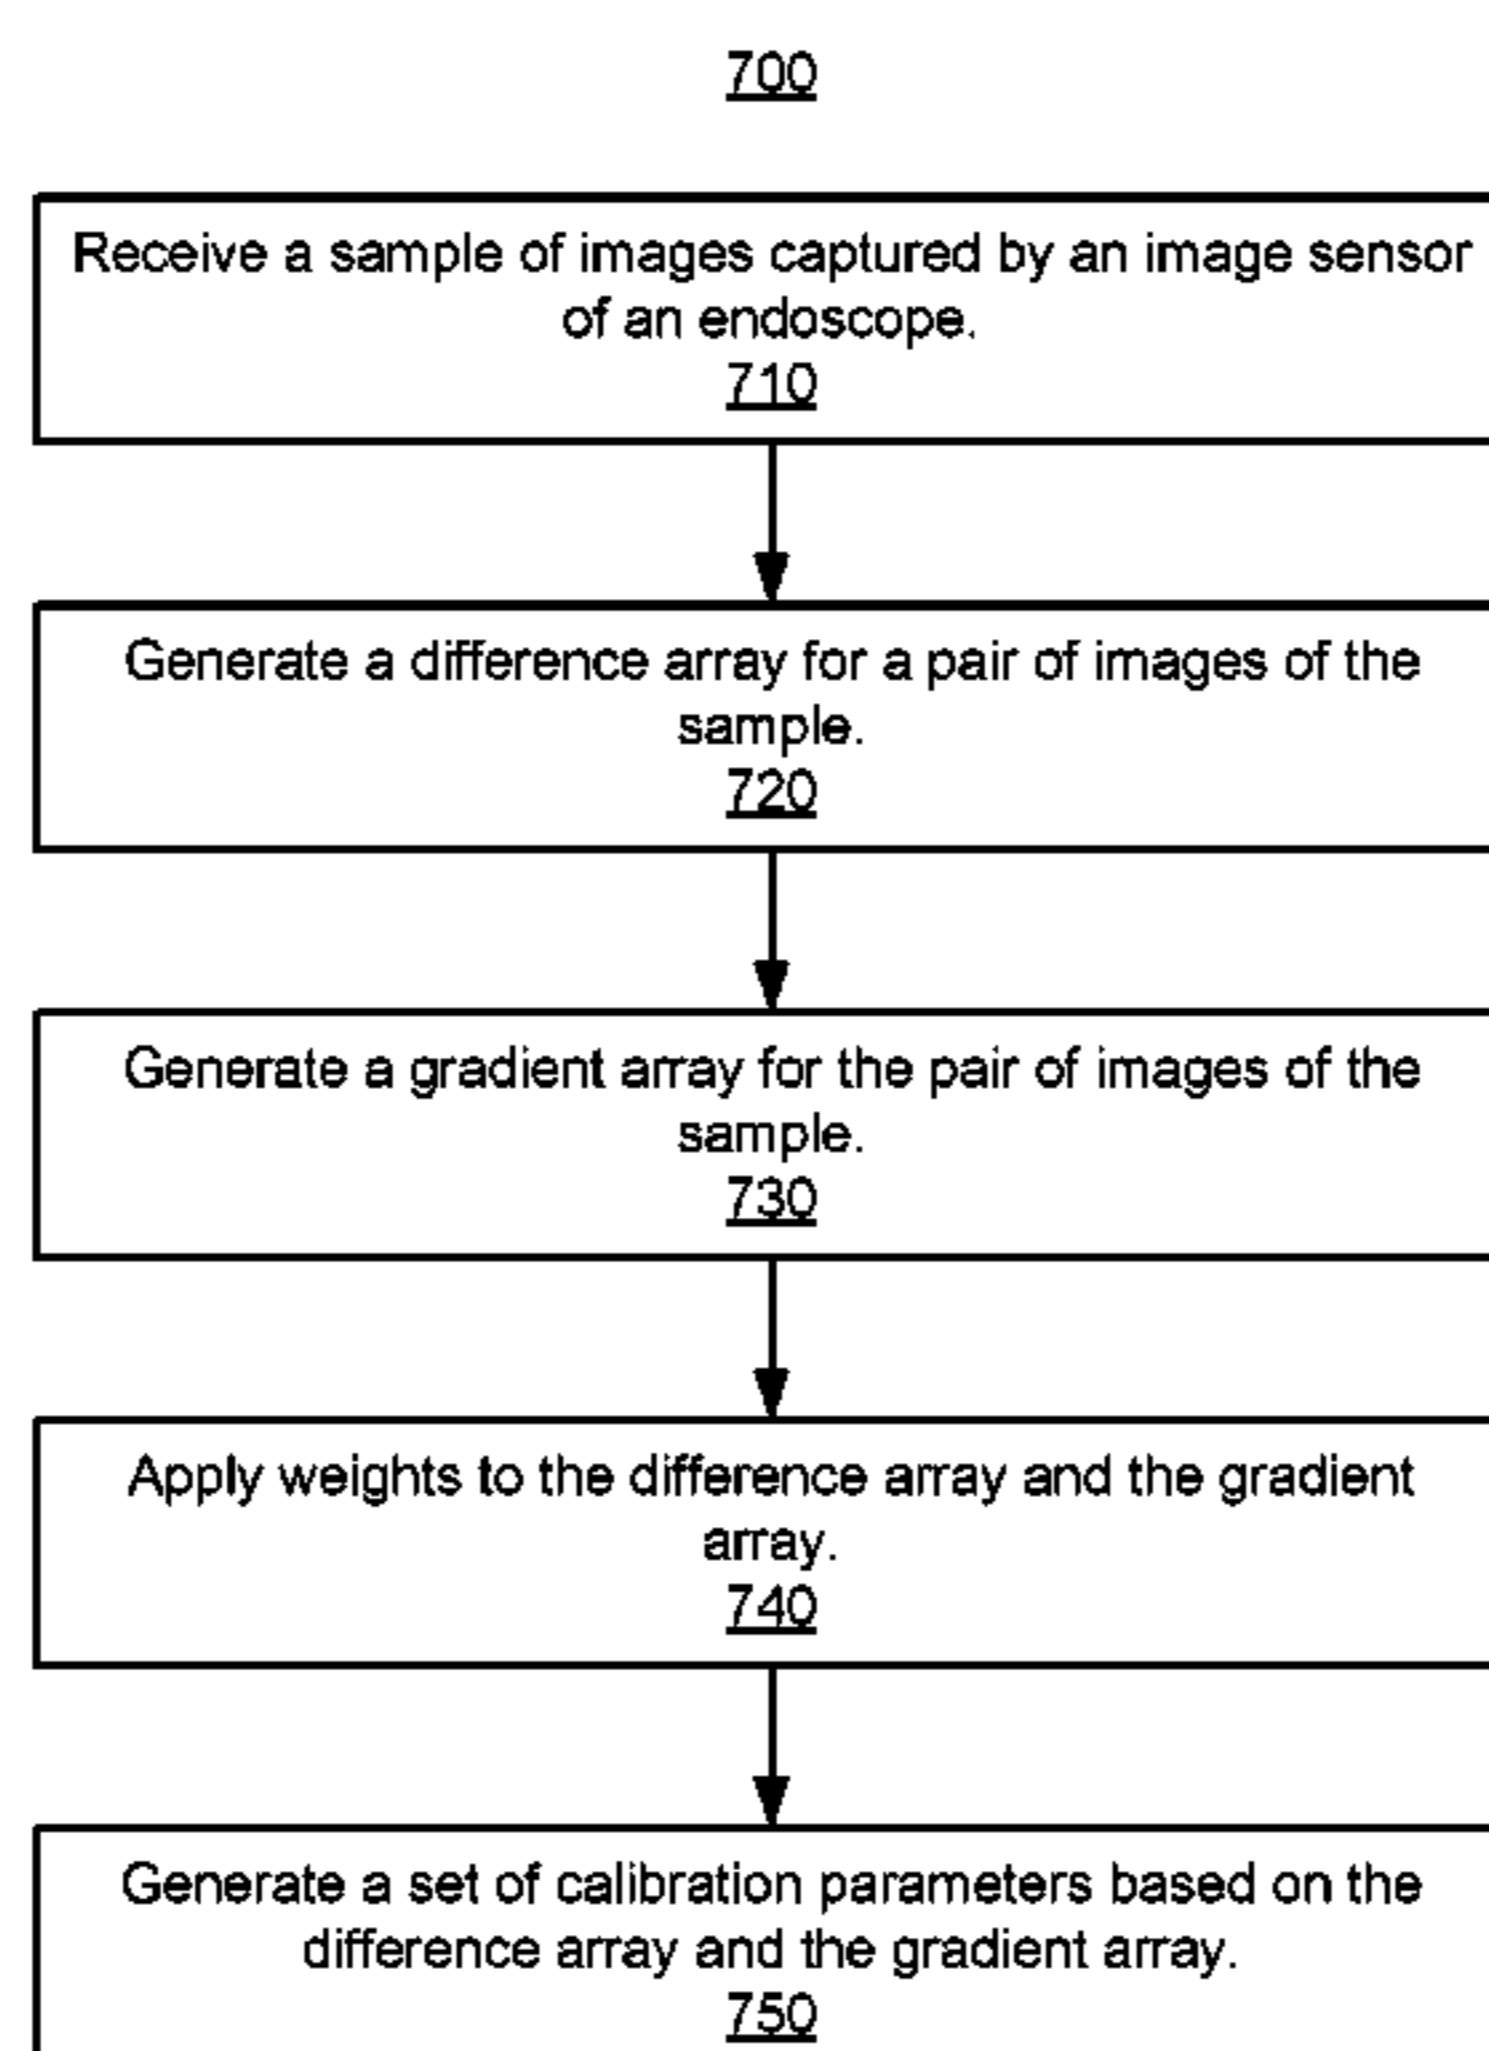 700
Receive a sample of images captured by an image sensor
of an endoscope.
710
Generate a difference array for a pair of images of the
sample.
720
Generate a gradient array for the pair of images of the
sample.
730
Apply weights to the difference array and the gradient
array.
740
Generate a set of calibration parameters based on the
difference array and the gradient array.
750